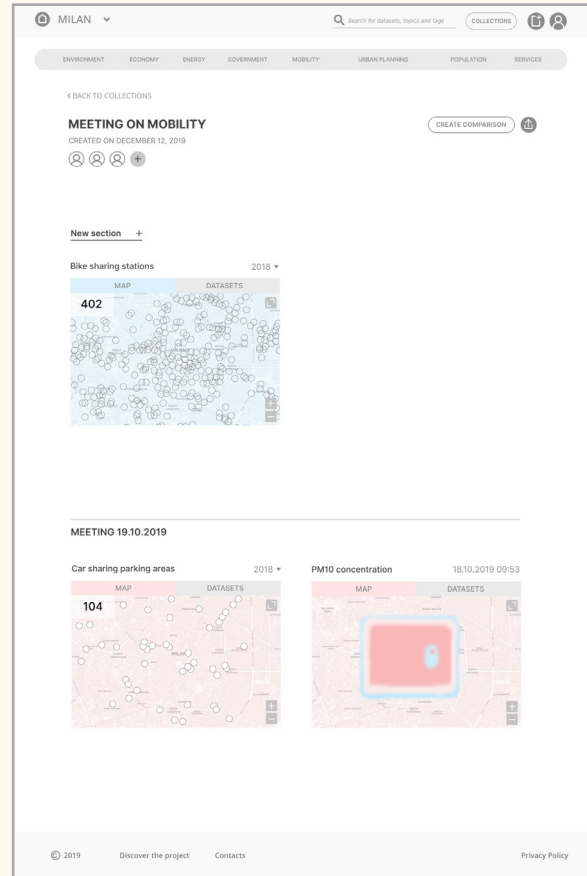 MILAN
Search for datasets, topics and tags
COLLECTIONS
ENVIRONMENT ECONOMY ENERGY GOVERNMENT MOBILITY URBAN PLANNING POPULATION SERVICES
< BACK TO COLLECTIONS
MEETING ON MOBILITY
CREATE COMPARISON
CREATED ON DECEMBER 12, 2019
New section +
Bike sharing stations 2018
MAP DATASETS
402
MEETING 19.10.2019
Car sharing parking areas 2018
MAP DATASETS
104
MILAN
PM10 concentration 18.10.2019 09:53
MAP DATASETS
© 2019 Discover the project Contacts Privacy Policy